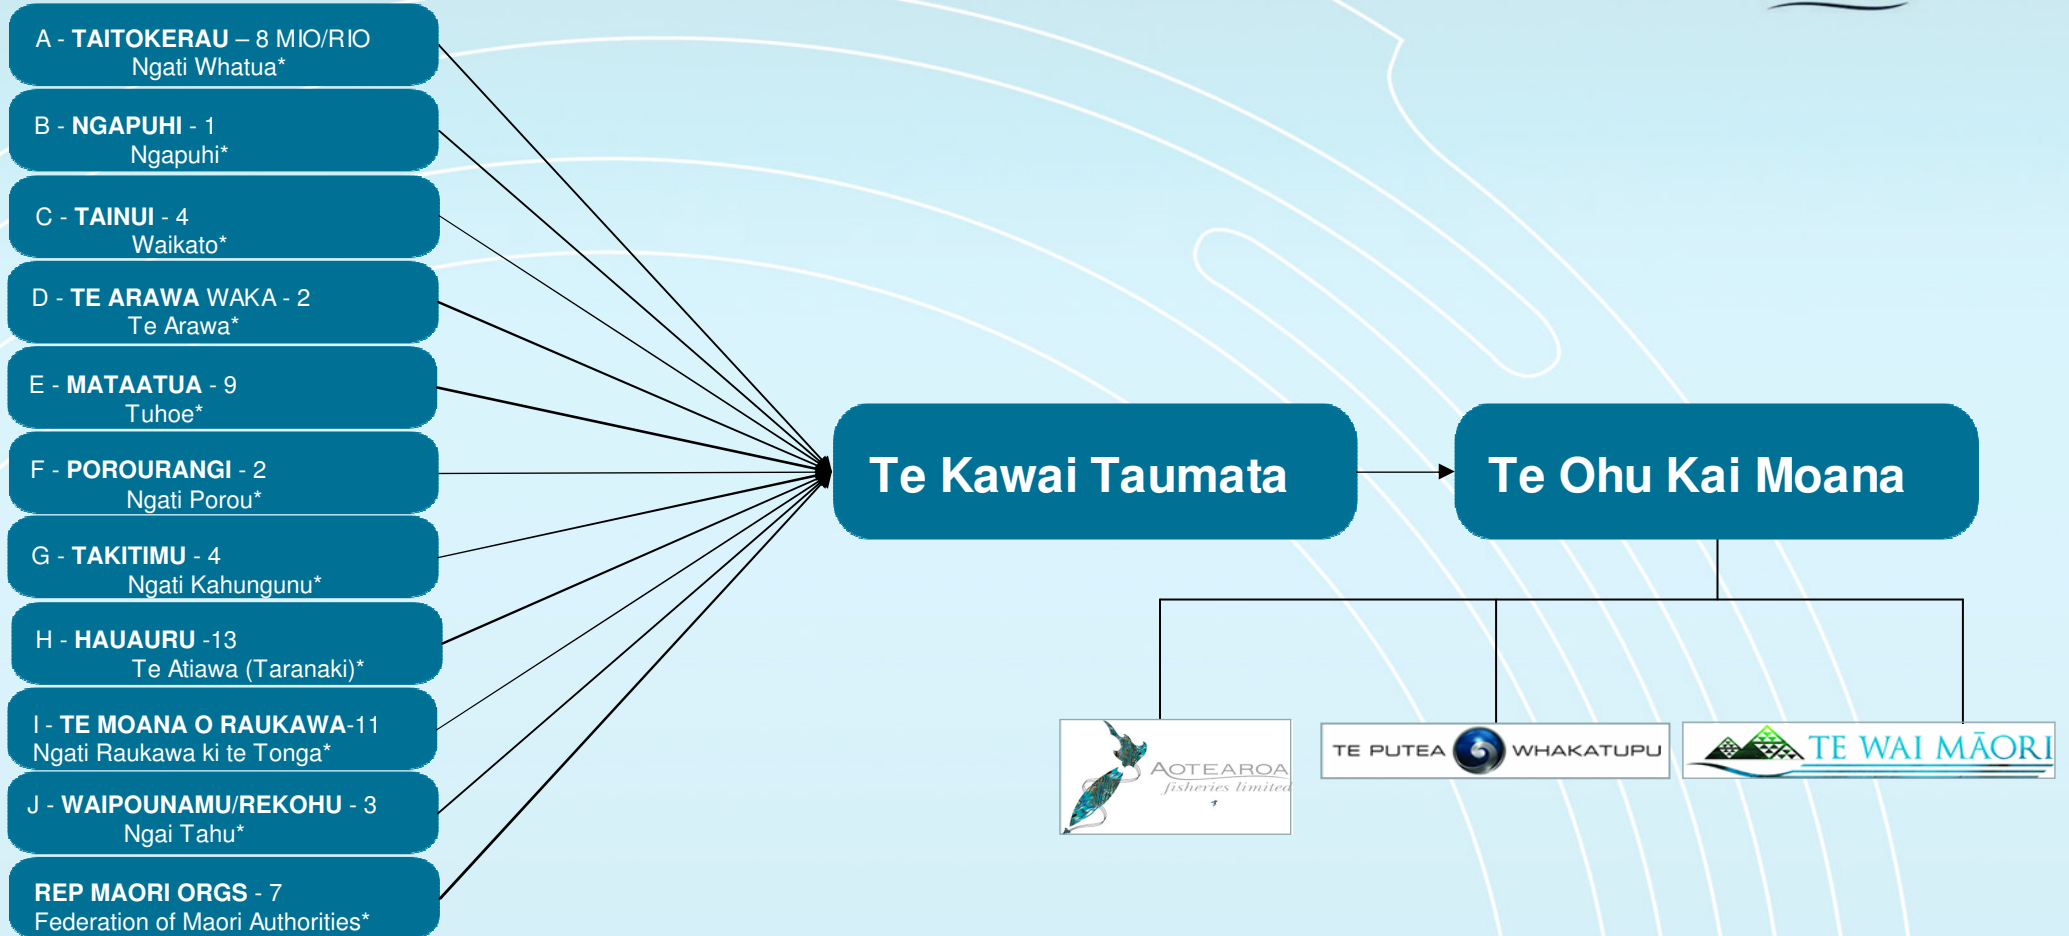 A - TAITOKERAU – 8 MIO/RIO
Ngati Whatua*
B - NGAPUHI - 1
Ngapuhi*
C - TAINUI - 4
Waikato*
D - TE ARAWA WAKA - 2
Te Arawa*
E - MATAATUA - 9
Tuhoe*
F - POROURANGI - 2
Ngati Porou*
G - TAKITIMU - 4
Ngati Kahungunu*
H - HAUAURU -13
Te Atiawa (Taranaki)*
I - TE MOANA O RAUKAWA-11
Ngati Raukawa ki te Tonga*
J - WAIPOUNAMU/REKOHU - 3
Ngai Tahu*
REP MAORI ORGS - 7
Federation of Maori Authorities*
Te Kawai Taumata
Te Ohu Kai Moana
AOTEAROA
fisheries limited
TE PUTEA WHAKATUPU
TE WAI MĀORI